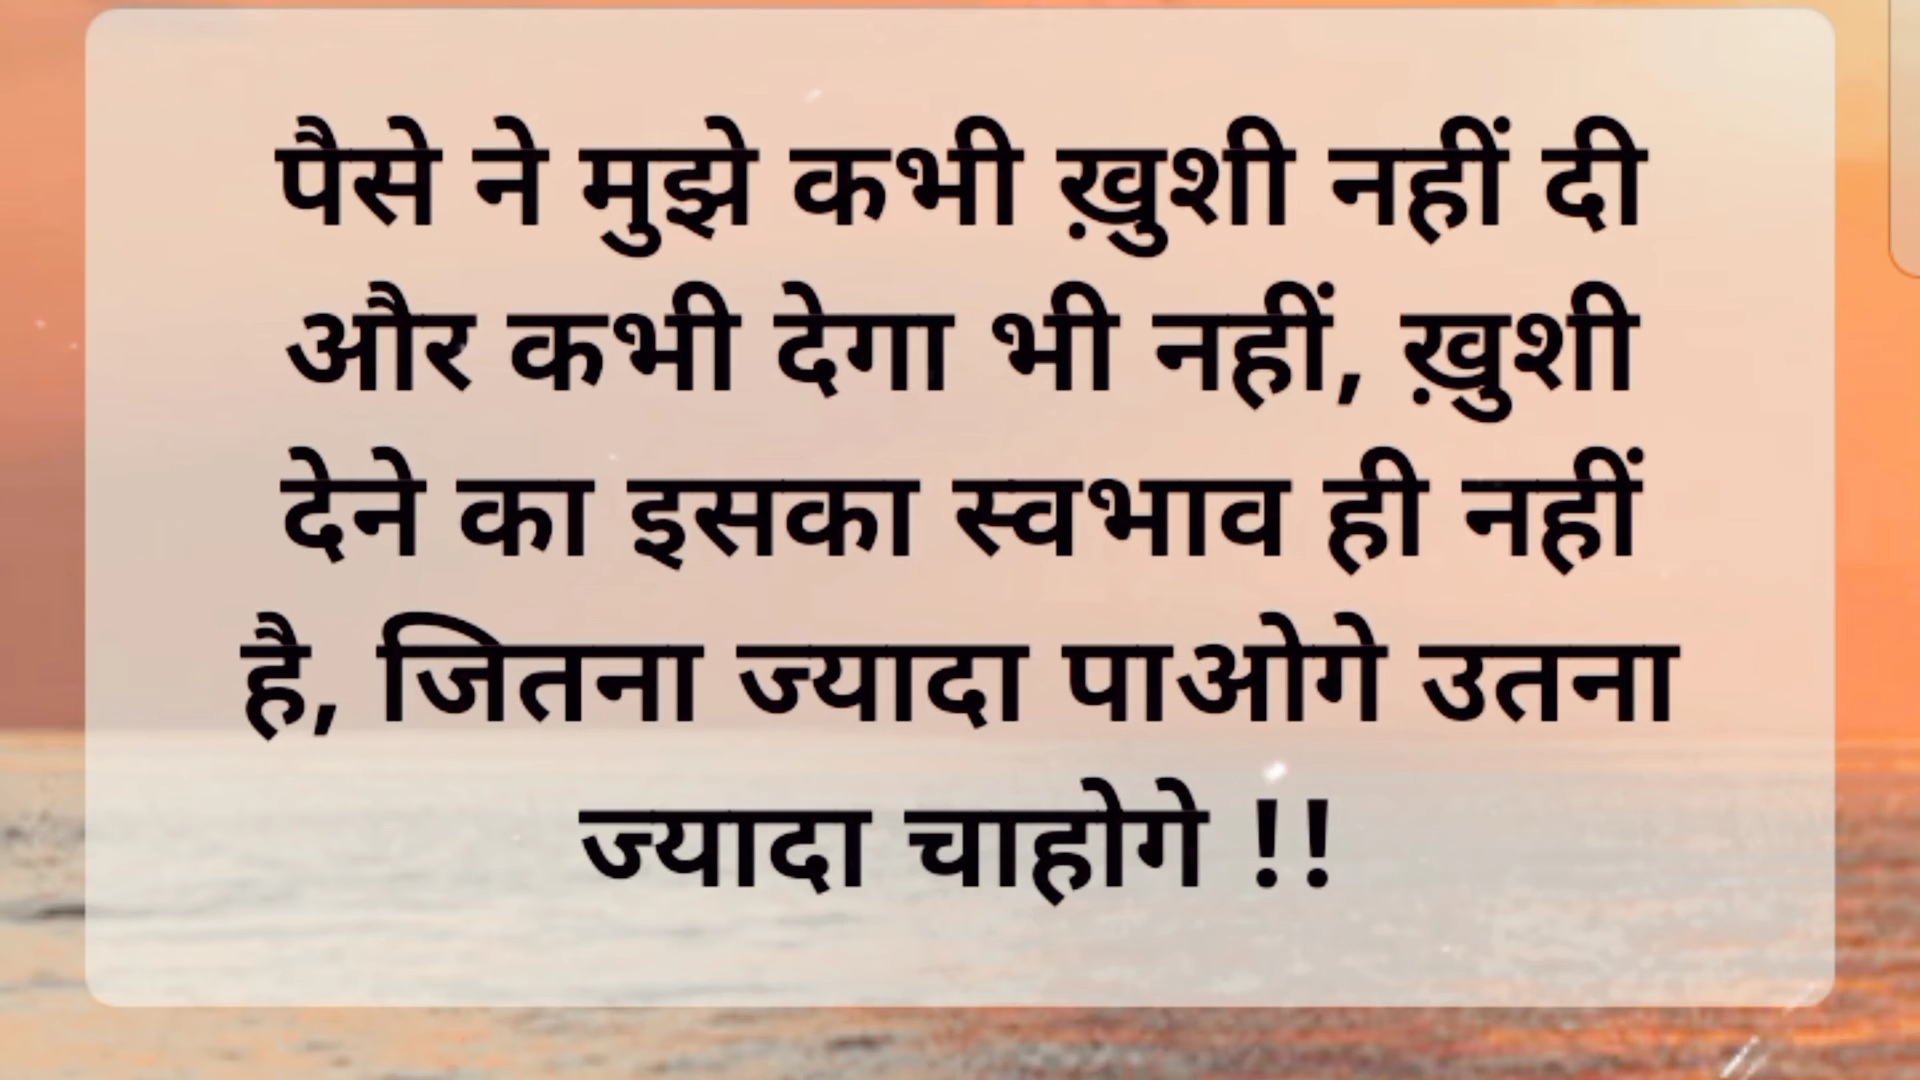 पैसे ने मुझे कभी ख़ुशी नहीं दी
और कभी देगा भी नहीं, ख़ुशी
देने का इसका स्वभाव ही नहीं
है, जितना ज्यादा पाओगे उतना
ज्यादा चाहोगे !!